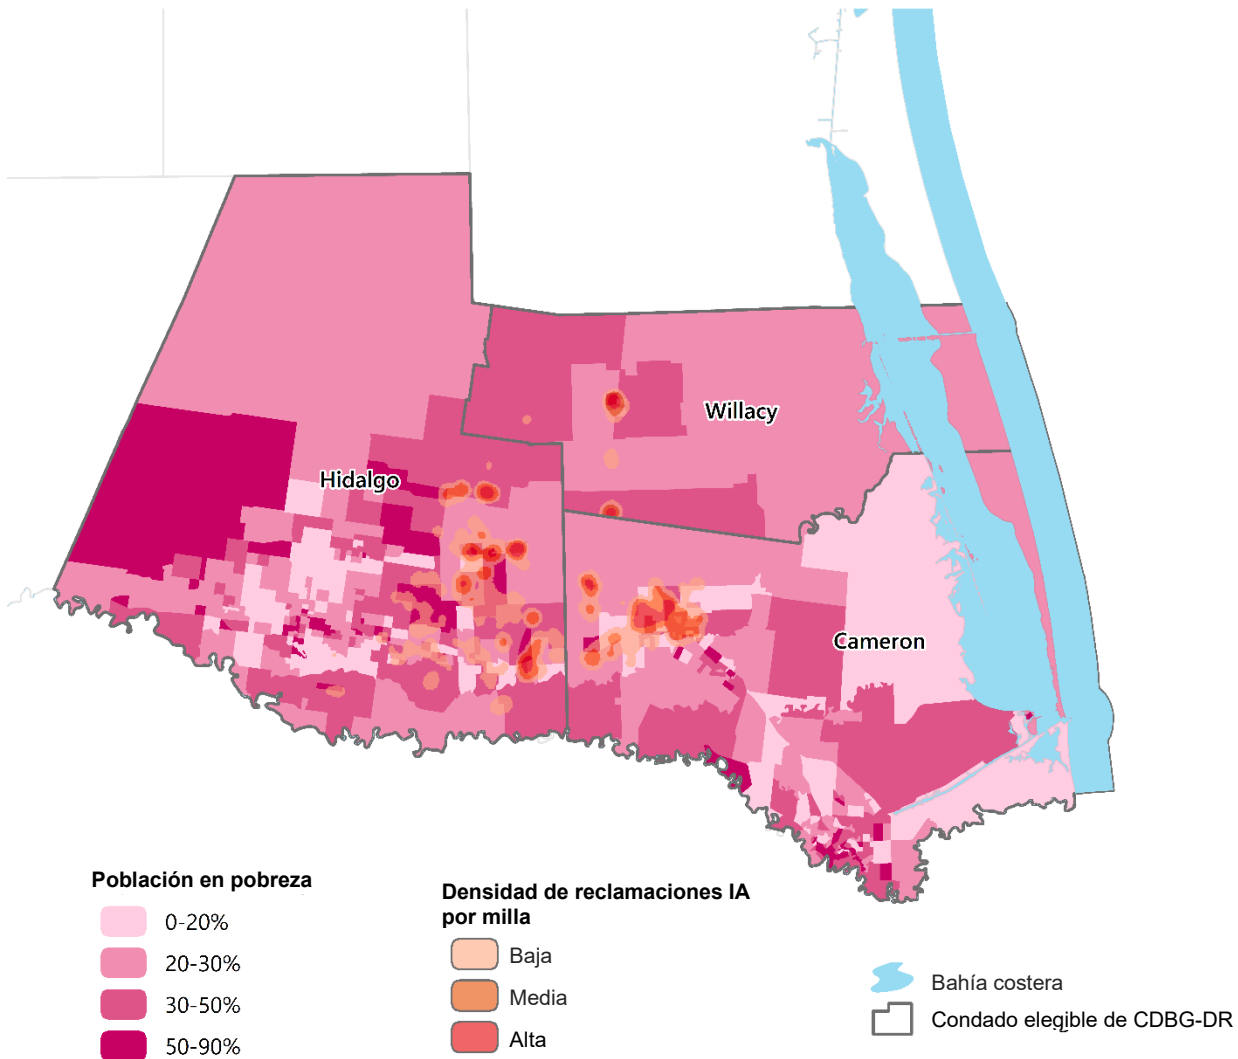 Willacy
Hidalgo
Cameron
Población en pobreza
0-20%
20-30%
30-50%
50-90%
Densidad de reclamaciones IA
por milla
Baja
Media
Alta
Bahía costera
Condado elegible de CDBG-DR